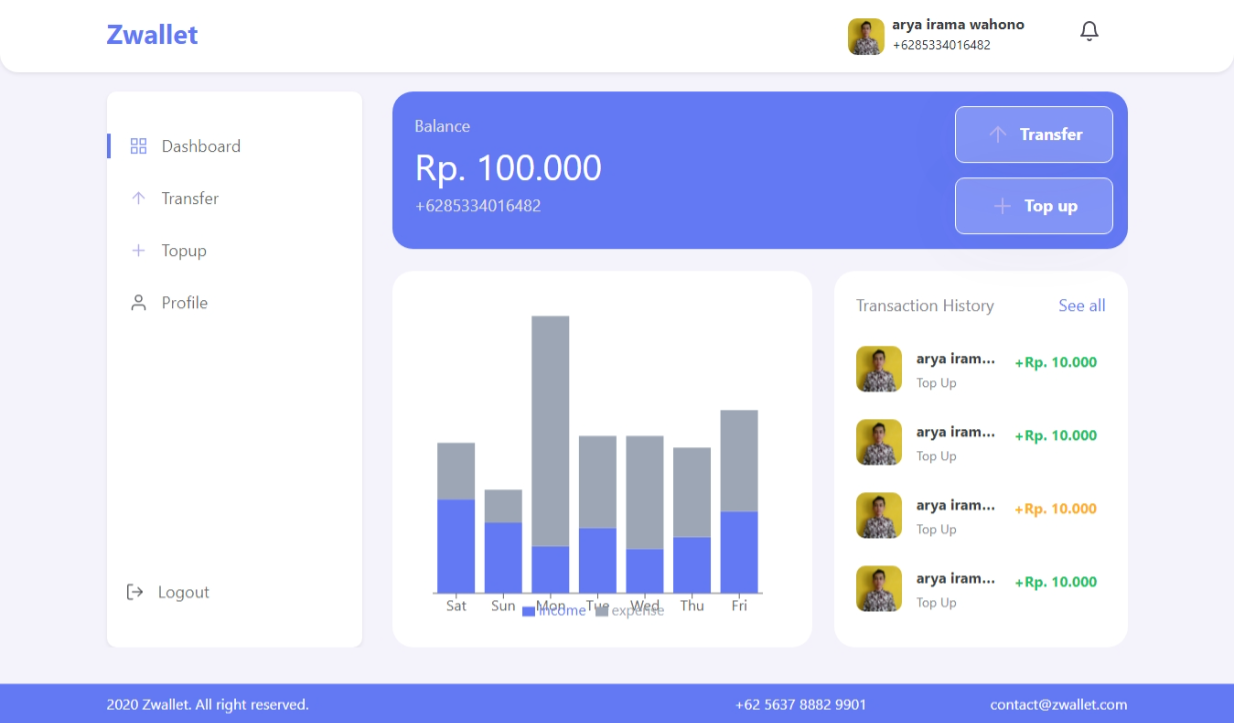 Zwallet
arya irama wahono
+6285334016482
Dashboard
Transfer
Topup
Profile
Logout
Balance
Rp. 100.000
+6285334016482
Transfer
Top up
Sat Sun Mon Tue Wed Thu Fri
income expense
Transaction History See all
arya iram... +Rp. 10.000
Top Up
arya iram... +Rp. 10.000
Top Up
arya iram... +Rp. 10.000
Top Up
arya iram... +Rp. 10.000
Top Up
2020 Zwallet. All right reserved. +62 5637 8882 9901 contact@zwallet.com